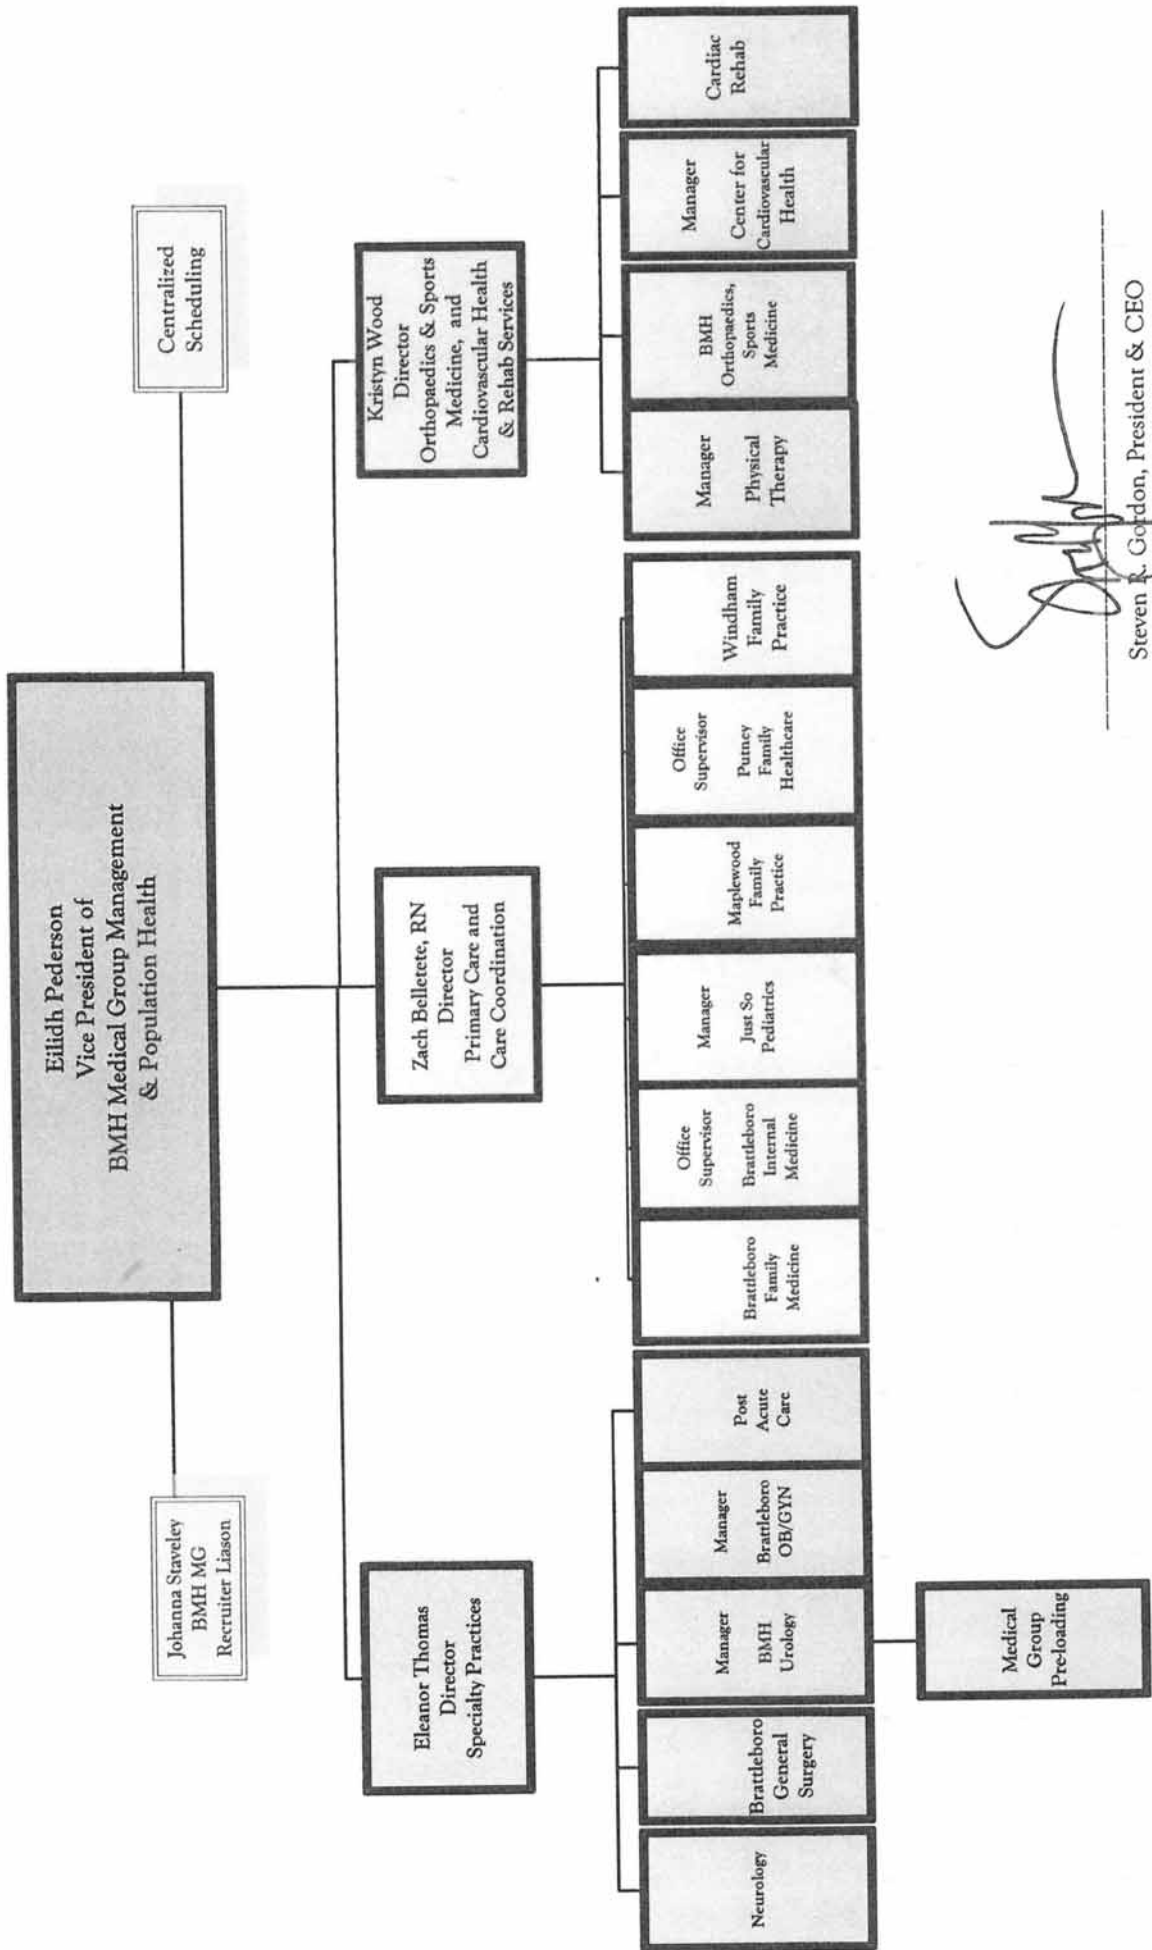 Eilidh Pederson
Vice President of
BMH Medical Group Management
& Population Health
Johanna Staveley
BMH MG
Recruiter Liason
Centralized
Scheduling
Eleanor Thomas
Director
Specialty Practices
Zach Belletete, RN
Director
Primary Care and
Care Coordination
Kristyn Wood
Director
Orthopaedics & Sports
Medicine, and
Cardiovascular Health
& Rehab Services
Neurology
Brattleboro
General
Surgery
Manager
BMH
Urology
Manager
Brattleboro
OB/GYN
Post
Acute
Care
Brattleboro
Family
Medicine
Office
Supervisor
Brattleboro
Internal
Medicine
Manager
Just So
Pediatrics
Maplewood
Family
Practice
Office
Supervisor
Putney
Family
Healthcare
Windham
Family
Practice
Manager
Physical
Therapy
BMH
Orthopaedics,
Sports
Medicine
Manager
Center for
Cardiovascular
Health
Cardiac
Rehab
Medical
Group
Pre-loading
Steven R. Gordon, President & CEO